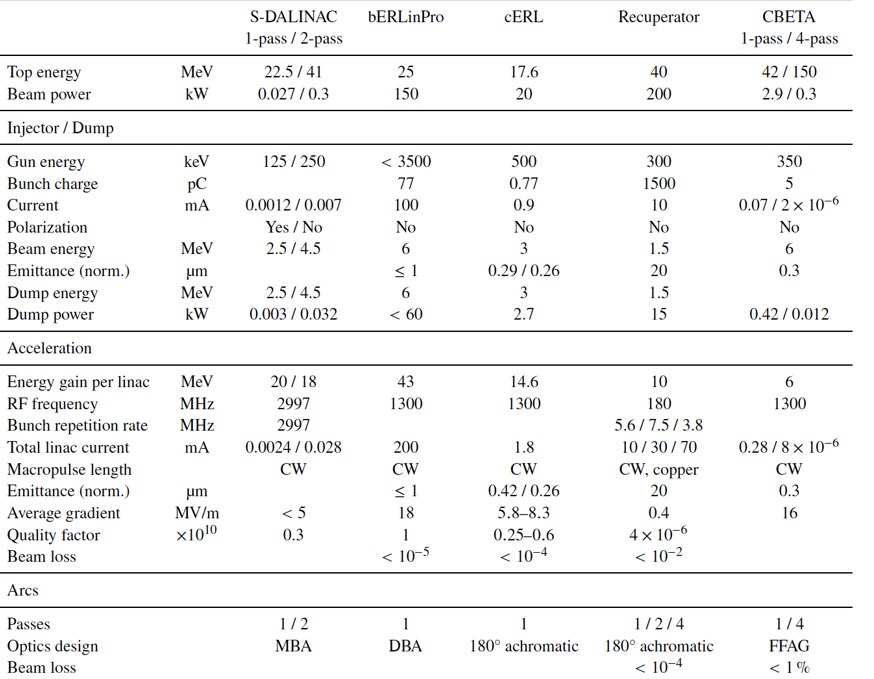 S-DALINAC bERLinPro cERL Recuperator CBETA
1-pass / 2-pass 1-pass / 4-pass
Top energy MeV 22.5 / 41 25 17.6 40 42 / 150
Beam power kW 0.027 / 0.3 150 20 200 2.9 / 0.3
Injector / Dump
Gun energy keV 125 / 250 < 3500 500 300 350
Bunch charge pC 77 0.77 1500 5
Current mA 0.0012 / 0.007 100 0.9 10 0.07 / 2 × 10⁻⁶
Polarization Yes / No No No No No
Beam energy MeV 2.5 / 4.5 6 3 1.5 6
Emittance (norm.) µm ≤ 1 0.29 / 0.26 20 0.3
Dump energy MeV 2.5 / 4.5 6 3 1.5
Dump power kW 0.003 / 0.032 < 60 2.7 15 0.42 / 0.012
Acceleration
Energy gain per linac MeV 20 / 18 43 14.6 10 6
RF frequency MHz 2997 1300 1300 180 1300
Bunch repetition rate MHz 2997 5.6 / 7.5 / 3.8
Total linac current mA 0.0024 / 0.028 200 1.8 10 / 30 / 70 0.28 / 8 × 10⁻⁶
Macropulse length CW CW CW CW, copper CW
Emittance (norm.) µm ≤ 1 0.42 / 0.26 20 0.3
Average gradient MV/m < 5 18 5.8–8.3 0.4 16
Quality factor ×10¹⁰ 0.3 1 0.25–0.6 4 × 10⁻⁶
Beam loss < 10⁻⁵ < 10⁻⁴ < 10⁻²
Arcs
Passes 1 / 2 1 1 1 / 2 / 4 1 / 4
Optics design MBA DBA 180° achromatic 180° achromatic FFAG
Beam loss < 10⁻⁴ < 1 %